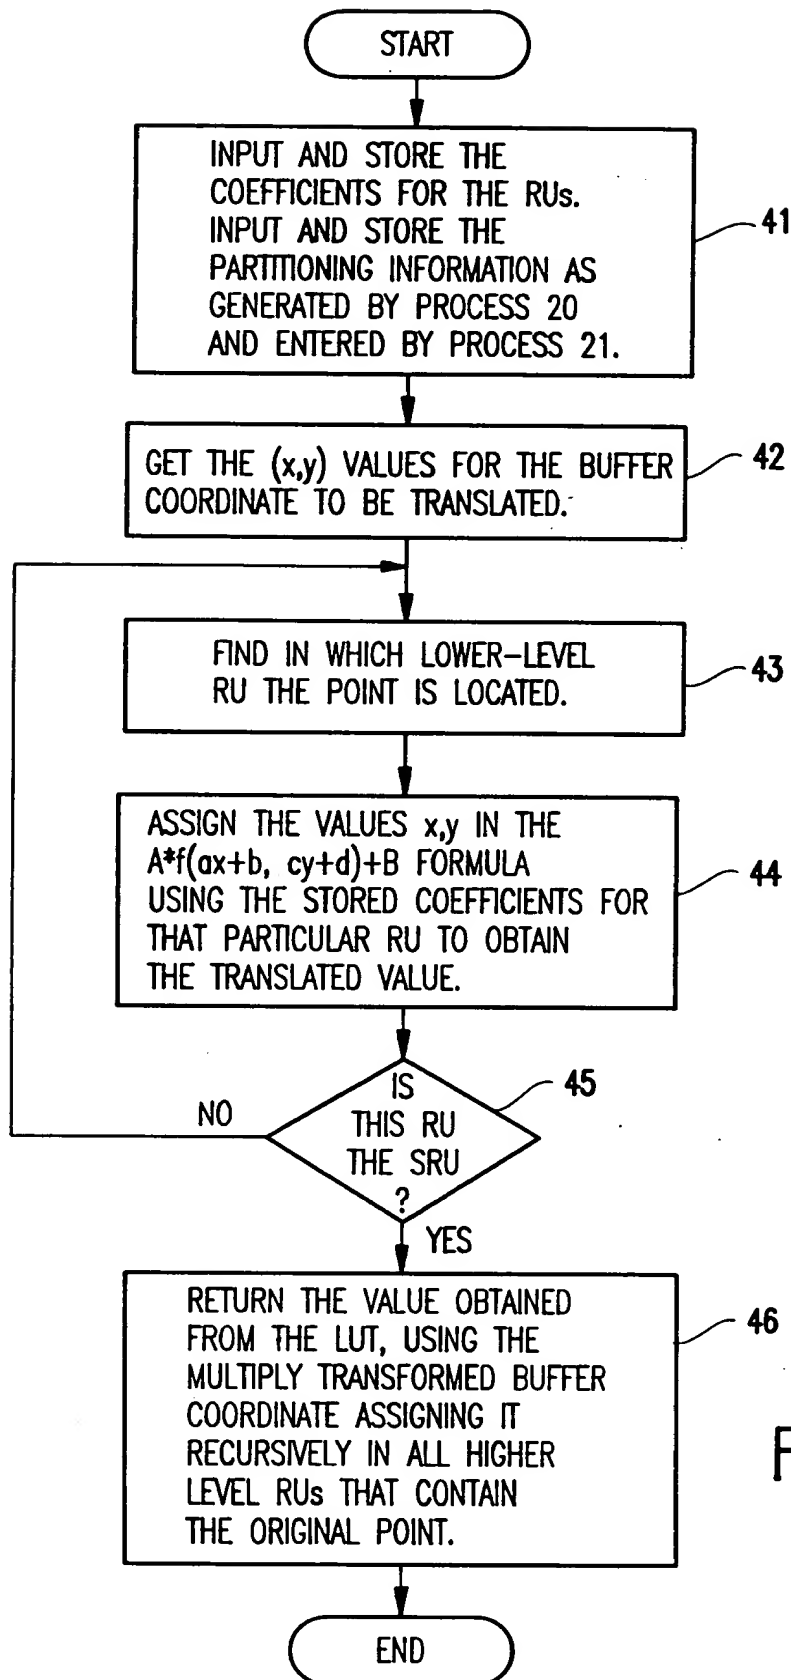 START
INPUT AND STORE THE
COEFFICIENTS FOR THE RUs.
INPUT AND STORE THE
PARTITIONING INFORMATION AS
GENERATED BY PROCESS 20
AND ENTERED BY PROCESS 21.
41
GET THE (x,y) VALUES FOR THE BUFFER
COORDINATE TO BE TRANSLATED.
42
FIND IN WHICH LOWER-LEVEL
RU THE POINT IS LOCATED.
43
ASSIGN THE VALUES x,y IN THE
A*f(ax+b, cy+d)+B FORMULA
USING THE STORED COEFFICIENTS FOR
THAT PARTICULAR RU TO OBTAIN
THE TRANSLATED VALUE.
44
IS
THIS RU
THE SRU
?
45
NO
YES
RETURN THE VALUE OBTAINED
FROM THE LUT, USING THE
MULTIPLY TRANSFORMED BUFFER
COORDINATE ASSIGNING IT
RECURSIVELY IN ALL HIGHER
LEVEL RUs THAT CONTAIN
THE ORIGINAL POINT.
46
F
END